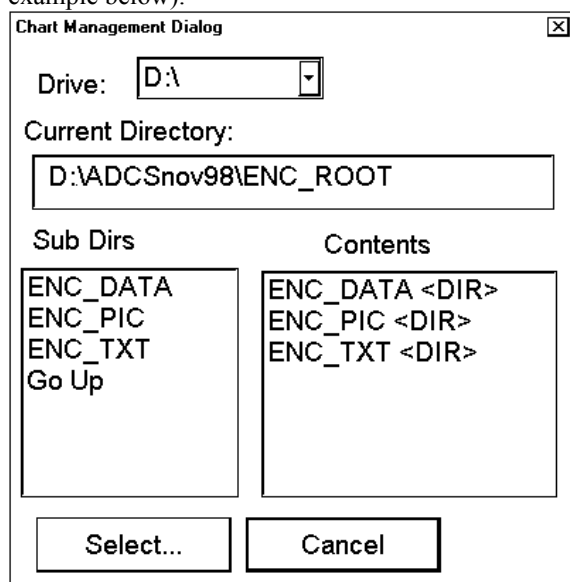 example below).
Chart Management Dialog
Drive: D:\
Current Directory:
D:\ADCSnov98\ENC_ROOT
Sub Dirs
ENC_DATA
ENC_PIC
ENC_TXT
Go Up
Contents
ENC_DATA <DIR>
ENC_PIC <DIR>
ENC_TXT <DIR>
Select... Cancel